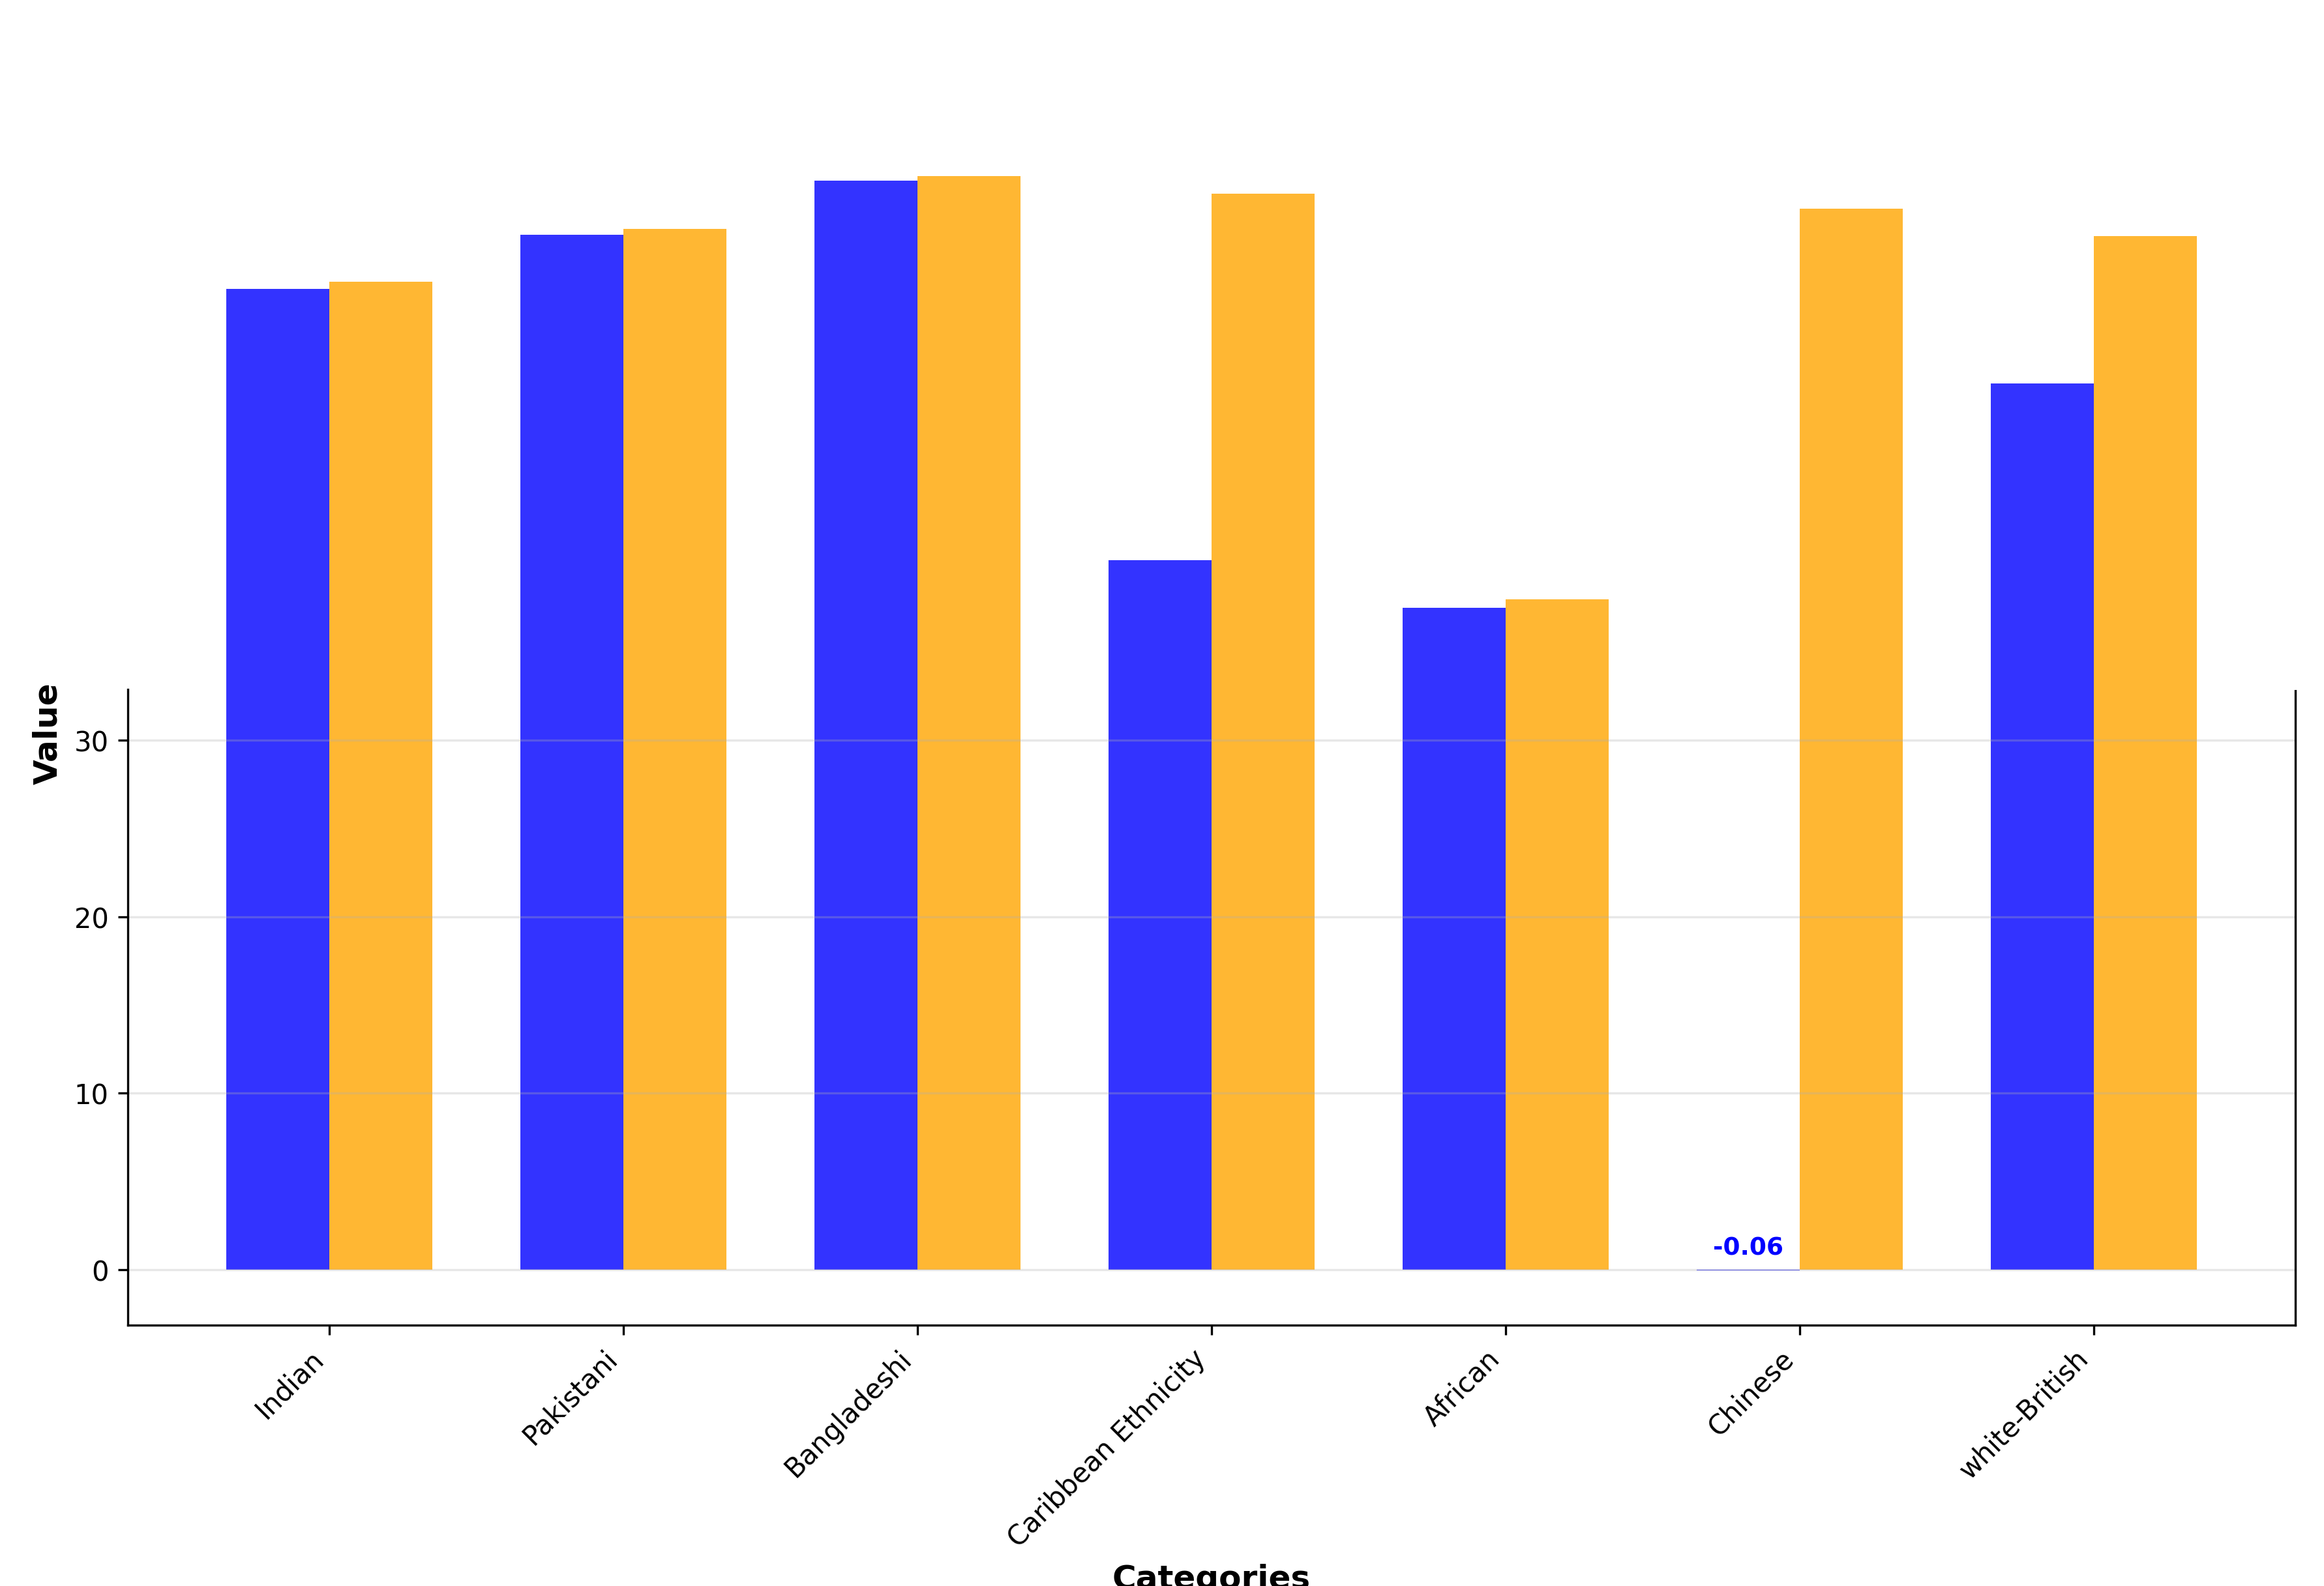 Value
30
20
10
0
-0.06
Indian
Pakistani
Bangladeshi
Caribbean Ethnicity
African
Chinese
white-British
Categories